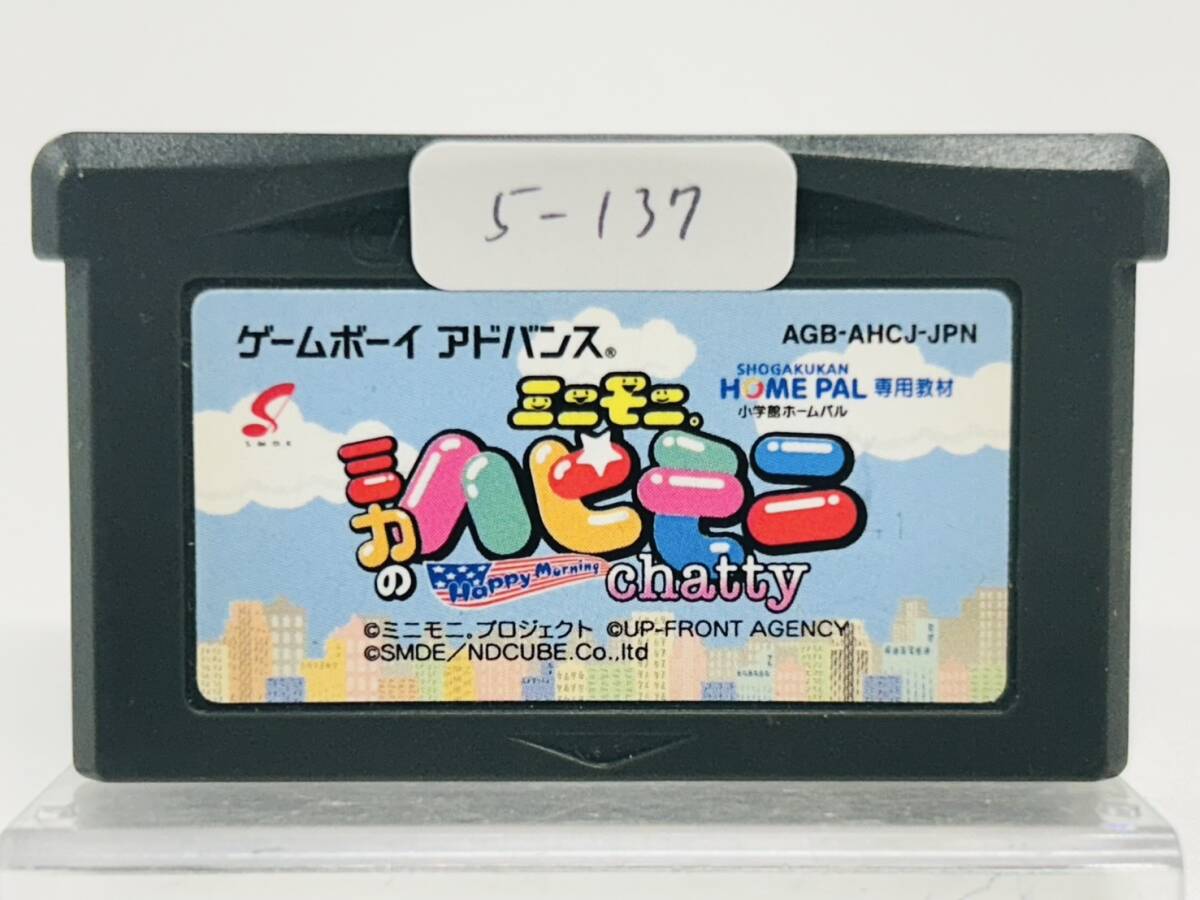 5-137
ゲームボーイ アドバンス®
AGB-AHCJ-JPN
SHOGAKUKAN
HOME PAL 専用教材
小学館ホームパル
SMDE
ミニモニ。
ミカの
ハピモニ
Happy Morning
chatty
©ミニモニ。プロジェクト ©UP-FRONT AGENCY
©SMDE／NDCUBE.Co.,ltd